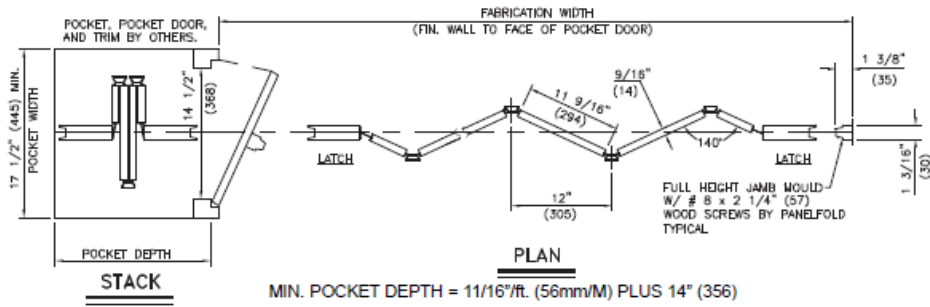 FABRICATION WIDTH
(FIN. WALL TO FACE OF POCKET DOOR)
POCKET, POCKET DOOR,
AND TRIM BY OTHERS.
17 1/2" (445) MIN.
POCKET WIDTH
14 1/2"
(368)
9/16"
(14)
11 9/16"
(294)
1 3/8"
(35)
140°
LATCH
LATCH
1 3/16"
(30)
12"
(305)
FULL HEIGHT JAMB MOULD
W/ # 8 x 2 1/4" (57)
WOOD SCREWS BY PANELFOLD
TYPICAL
POCKET DEPTH
STACK
PLAN
MIN. POCKET DEPTH = 11/16"/ft. (56mm/M) PLUS 14" (356)